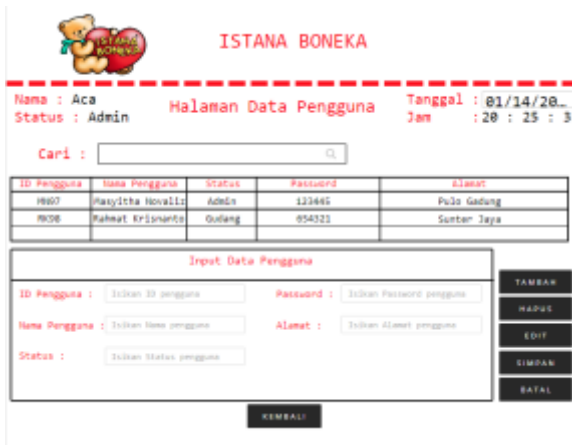 ISTANA BONEKA
ISTANA BONEKA
Nama : Aca
Status : Admin
Halaman Data Pengguna
Tanggal : 01/14/20…
Jam : 20 : 25 : 3
Cari :
ID Pengguna Nama Pengguna Status Password Alamat
Masyitha Novaliz Admin Pulo Gadung
Rahmat Krisnanto Gudang 654321 Sunter Jaya
Input Data Pengguna
ID Pengguna : Isikan ID pengguna Password : Isikan Password pengguna
Nama Pengguna : Isikan Nama pengguna Alamat : Isikan Alamat pengguna
Status : Isikan Status pengguna
TAMBAH
HAPUS
EDIT
SIMPAN
BATAL
KEMBALI